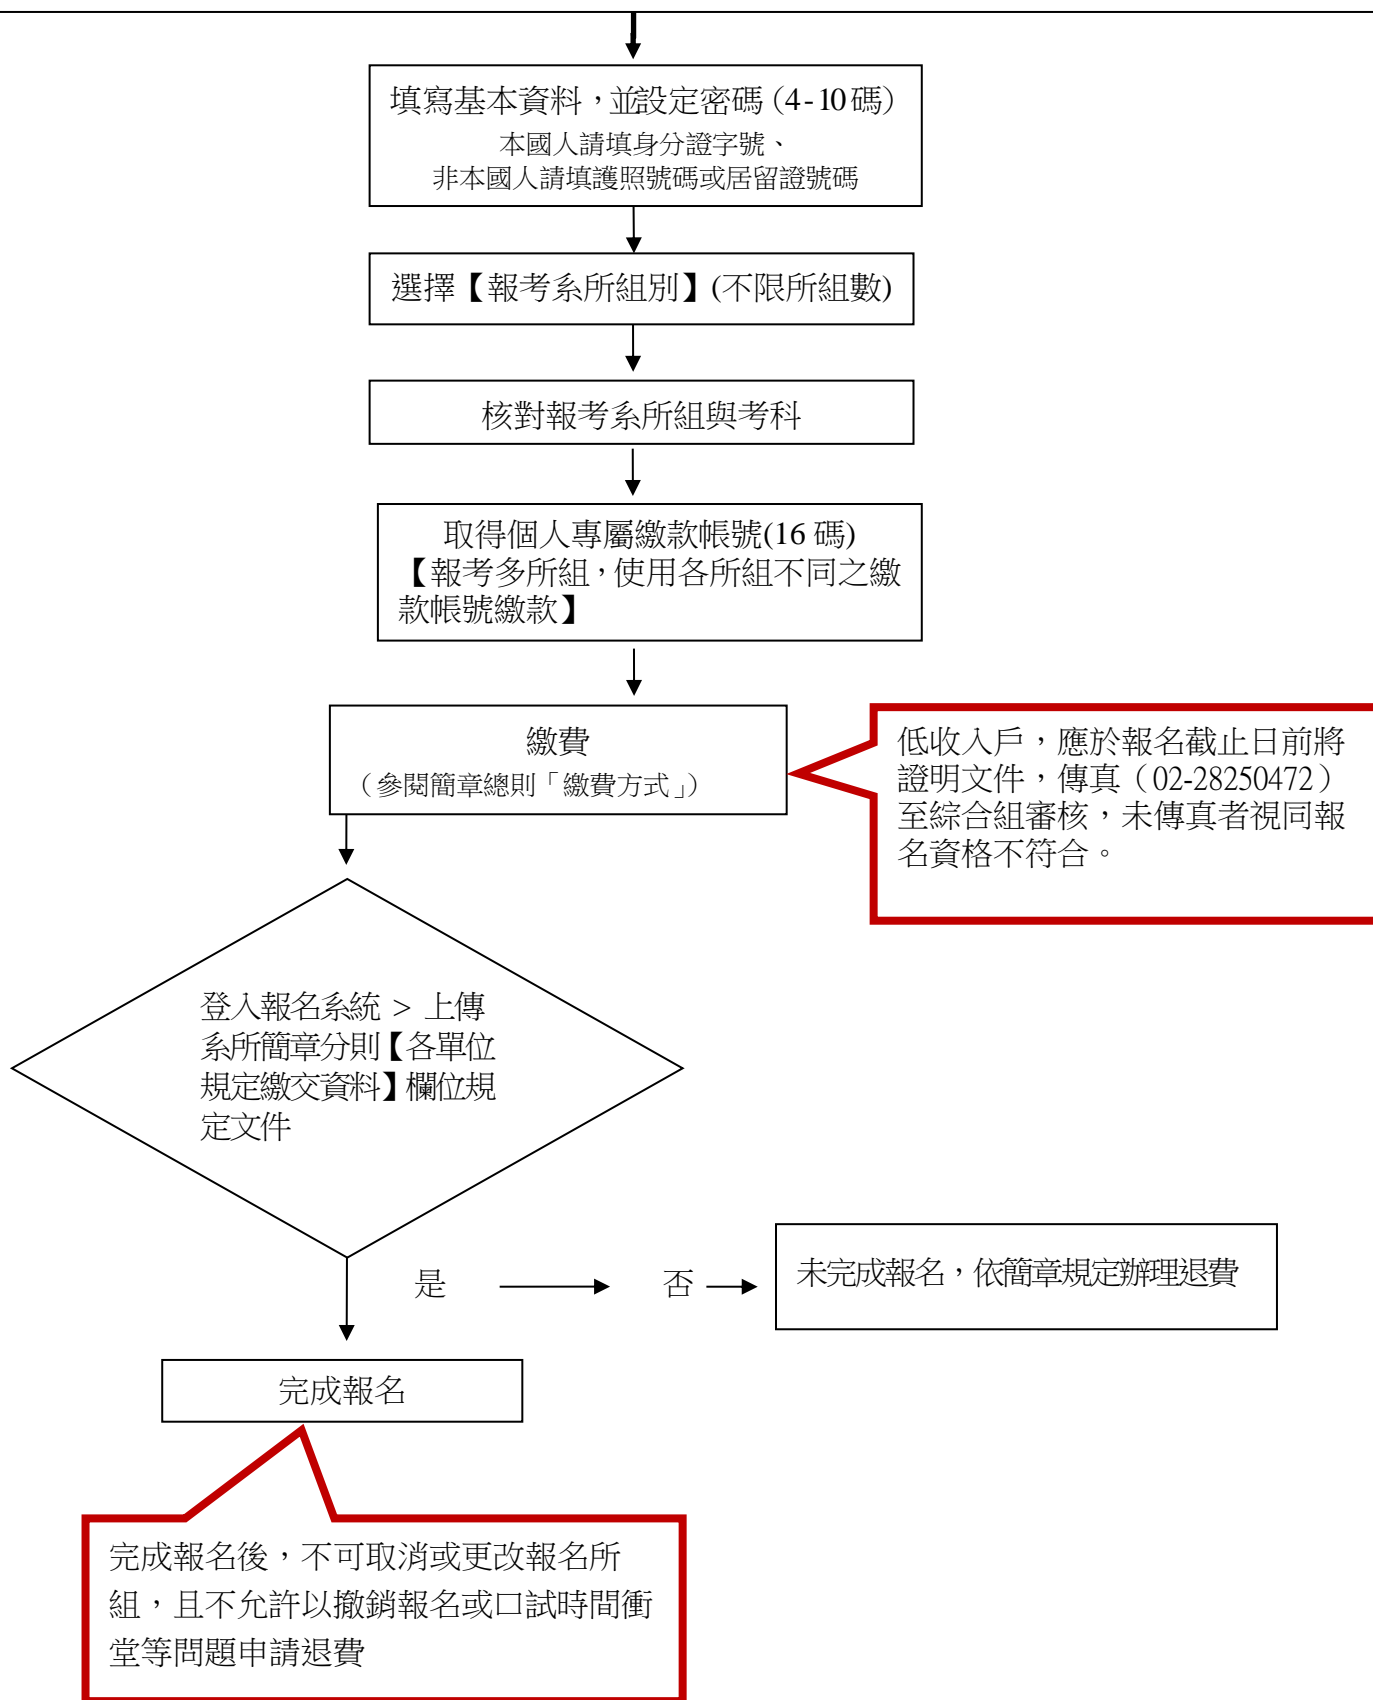 填寫基本資料，並設定密碼（4-10碼）
本國人請填身分證字號、
非本國人請填護照號碼或居留證號碼
選擇【報考系所組別】(不限所組數)
核對報考系所組與考科
取得個人專屬繳款帳號(16 碼)
【報考多所組，使用各所組不同之繳
款帳號繳款】
繳費
（參閱簡章總則「繳費方式」）
低收入戶，應於報名截止日前將
證明文件，傳真（02-28250472）
至綜合組審核，未傳真者視同報
名資格不符合。
登入報名系統 > 上傳
系所簡章分則【各單位
規定繳交資料】欄位規
定文件
是
否
未完成報名，依簡章規定辦理退費
完成報名
完成報名後，不可取消或更改報名所
組，且不允許以撤銷報名或口試時間衝
堂等問題申請退費